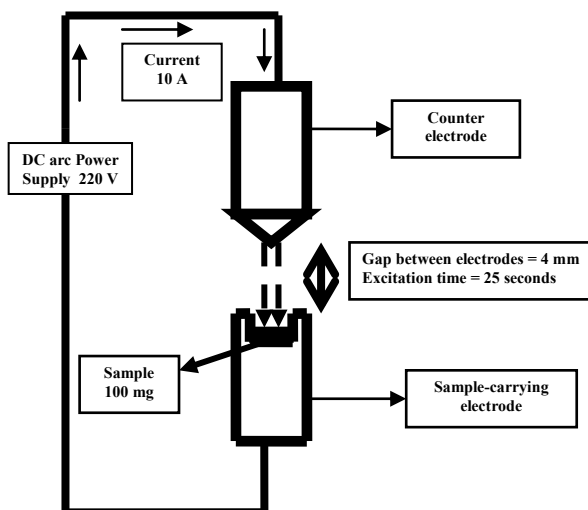 Current
10 A
Counter
electrode
DC arc Power
Supply 220 V
Gap between electrodes = 4 mm
Excitation time = 25 seconds
Sample
100 mg
Sample-carrying
electrode